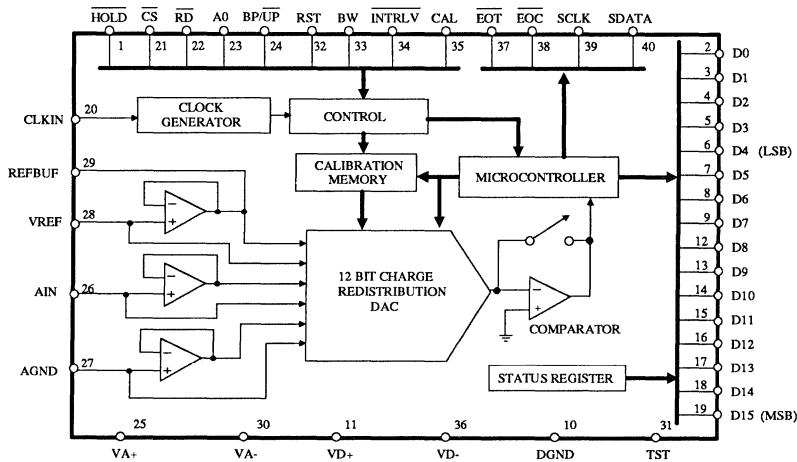 HOLD CS RD A0 BP/UP RST BW INTRLV CAL EOT EOC SCLK SDATA
1 21 22 23 24 32 33 34 35 37 38 39 40
2 D0
3 D1
4 D2
5 D3
6 D4 (LSB)
7 D5
8 D6
9 D7
12 D8
13 D9
14 D10
15 D11
16 D12
17 D13
18 D14
19 D15 (MSB)
CLKIN 20
REFBUF 29
VREF 28
AIN 26
AGND 27
CLOCK
GENERATOR
CONTROL
CALIBRATION
MEMORY
MICROCONTROLLER
- +
- +
- +
12 BIT CHARGE
REDISTRIBUTION
DAC
- +
COMPARATOR
STATUS REGISTER
25 30 11 36 10 31
VA+ VA- VD+ VD- DGND TST